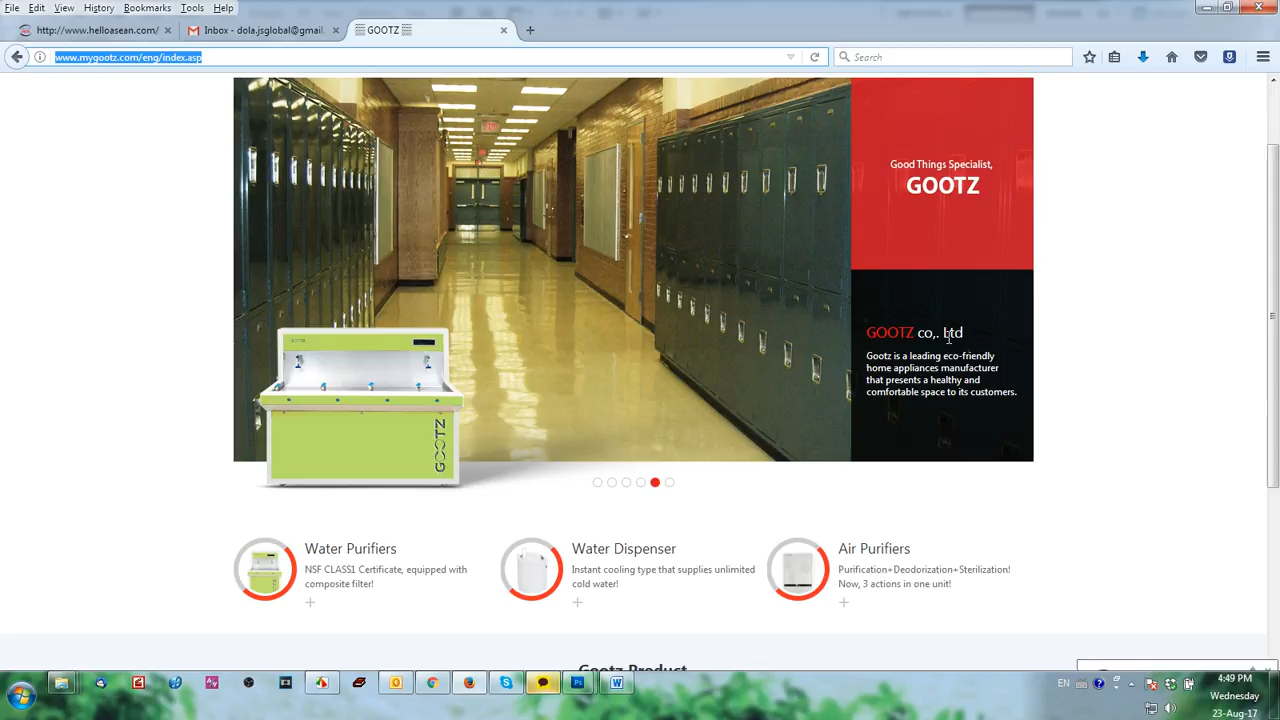 File Edit View History Bookmarks Tools Help
http://www.helloasean.com/ Inbox - dola.jsglobal@gmail. GOOTZ
www.mygootz.com/eng/index.asp Search
Good Things Specialist,
GOOTZ
GOOTZ co,. ltd
Gootz is a leading eco-friendly
home appliances manufacturer
that presents a healthy and
comfortable space to its customers.
GOOTZ
Water Purifiers
NSF CLASS1 Certificate, equipped with
composite filter!
Water Dispenser
Instant cooling type that supplies unlimited
cold water!
Air Purifiers
Purification+Deodorization+Sterilization!
Now, 3 actions in one unit!
Gootz Product
EN
4:49 PM
Wednesday
23-Aug-17